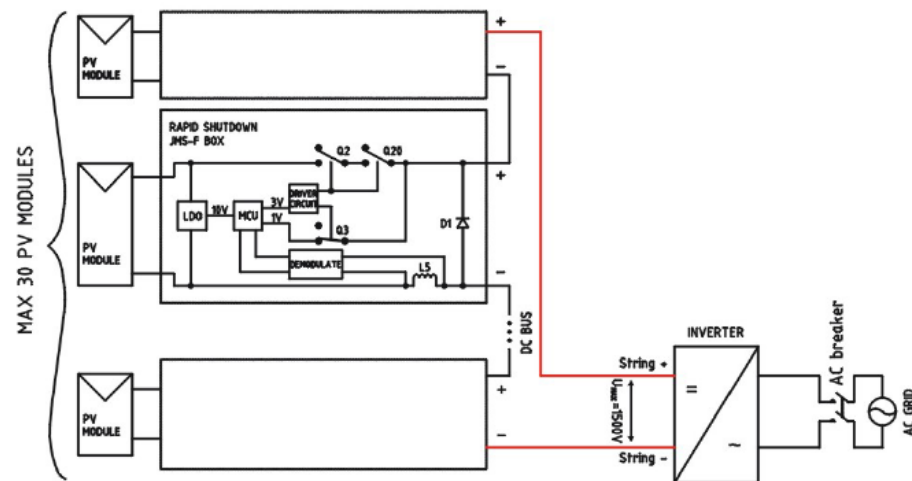 MAX 30 PV MODULES
PV
MODULE
+
−
RAPID SHUTDOWN
JMS-F BOX
Q2
Q20
PV
MODULE
LDO
10V
MCU
3V
1V
DRIVER
CIRCUIT
Q3
D1
+
DEMODULATE
L5
−
DC BUS
PV
MODULE
+
−
INVERTER
String +
=
Umax=1500V
~
String -
AC breaker
AC GRID